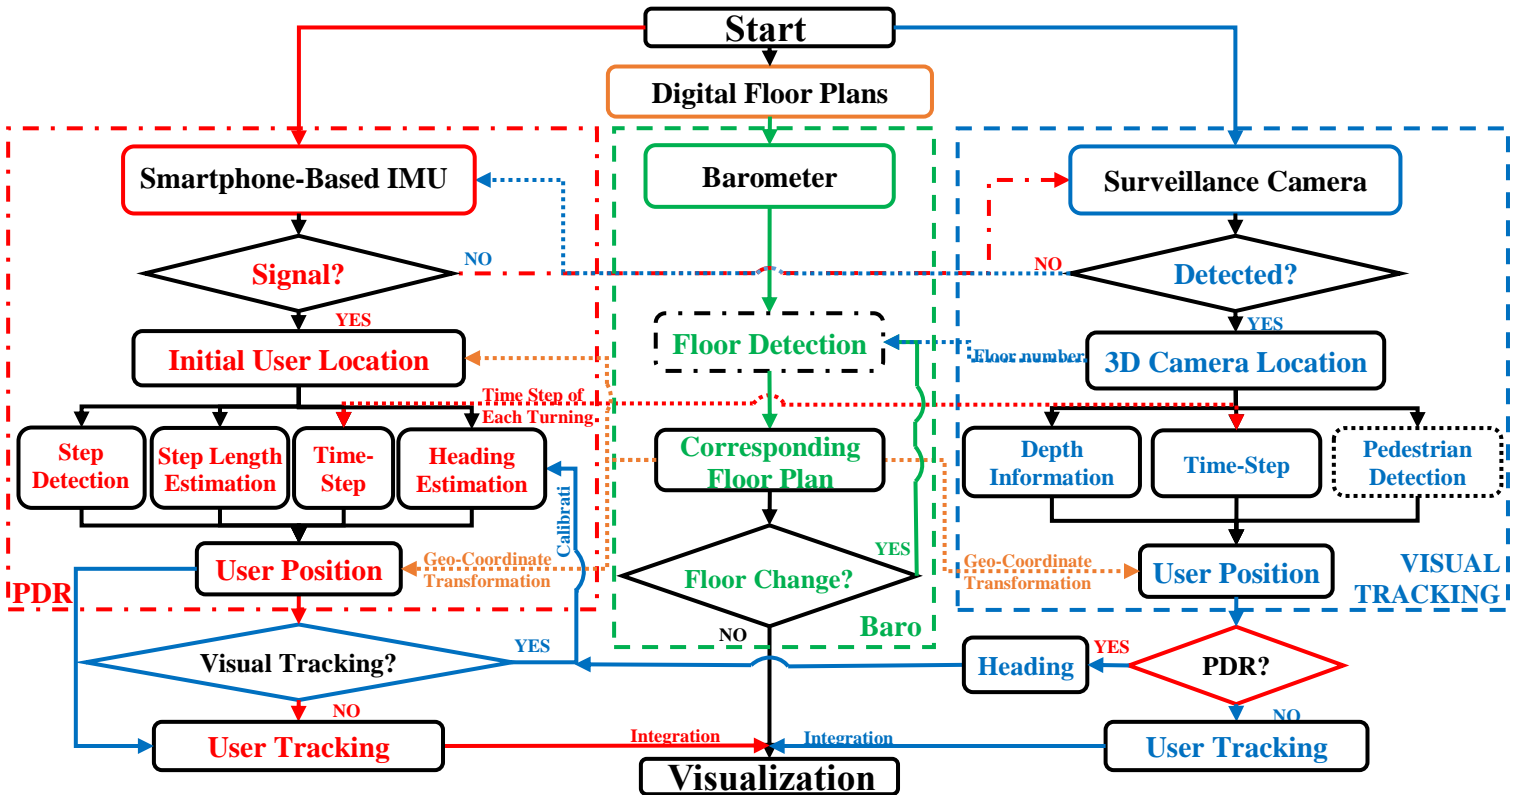 Start
Digital Floor Plans
Smartphone-Based IMU
Barometer
Surveillance Camera
Signal?
NO
NO
Detected?
YES
YES
Initial User Location
Floor Detection
Floor number
3D Camera Location
Time Step of
Each Turning
Step
Detection
Step Length
Estimation
Time-
Step
Heading
Estimation
Corresponding
Floor Plan
Depth
Information
Time-Step
Pedestrian
Detection
Calibrati
User Position
Geo-Coordinate
Transformation
Floor Change?
YES
Geo-Coordinate
Transformation
User Position
PDR
VISUAL
TRACKING
NO
Baro
Visual Tracking?
YES
Heading
YES
PDR?
NO
NO
User Tracking
Integration
Integration
User Tracking
Visualization